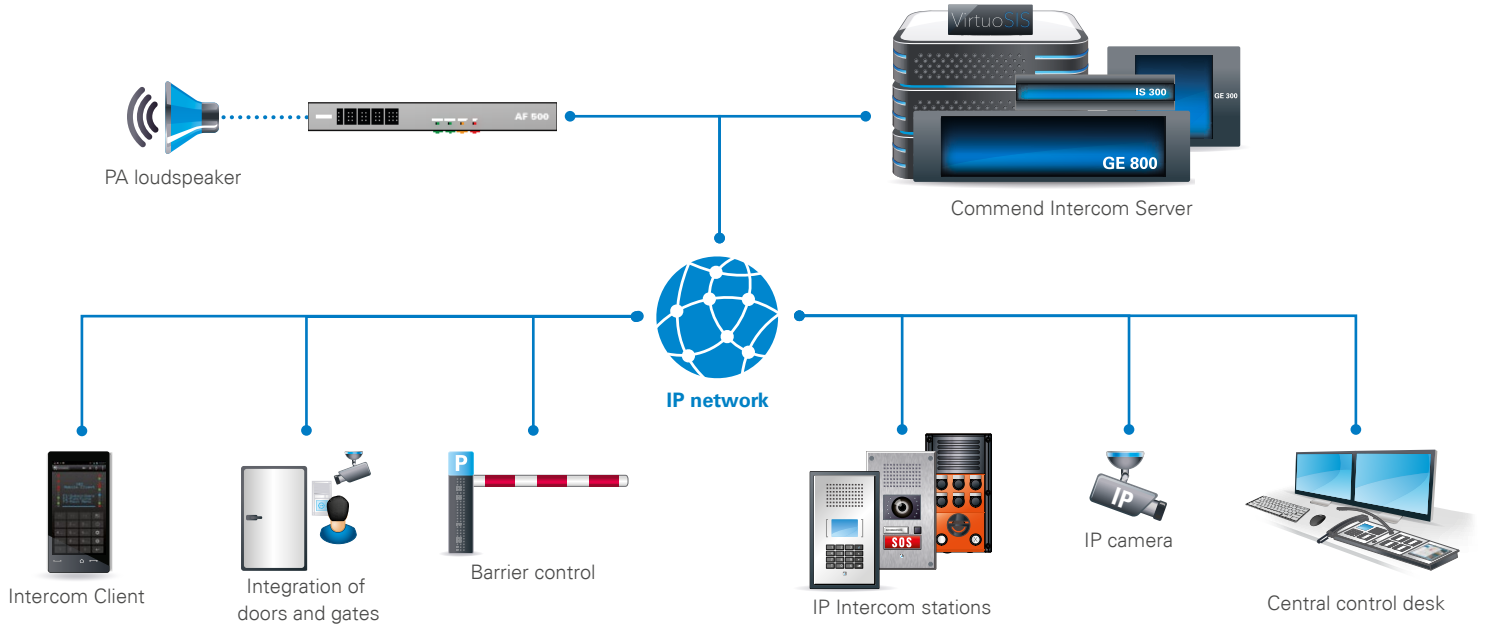 VirtuoSIS
IS 300
GE 300
AF 500
GE 800
PA loudspeaker
Commend Intercom Server
IP network
P
SOS
IP
IP camera
Intercom Client
Integration of
doors and gates
Barrier control
IP Intercom stations
Central control desk